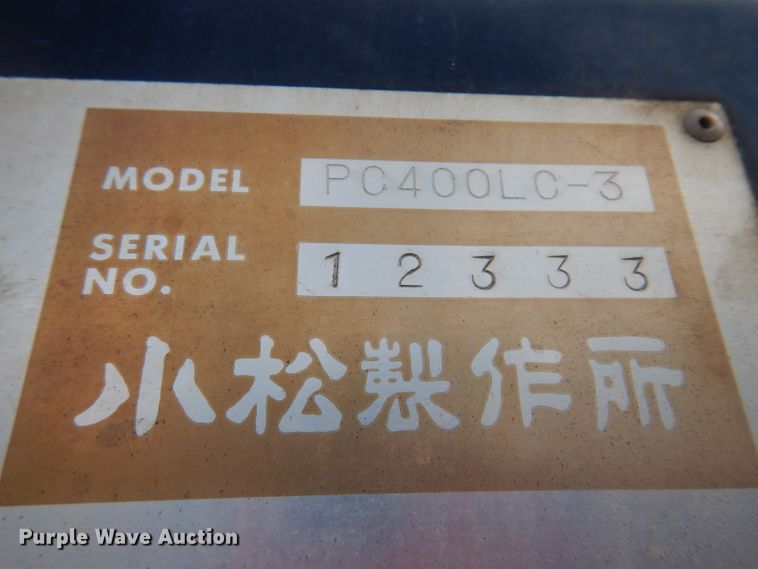 MODEL PC400LC-3
SERIAL NO. 12333
小松製作所
Purple Wave Auction